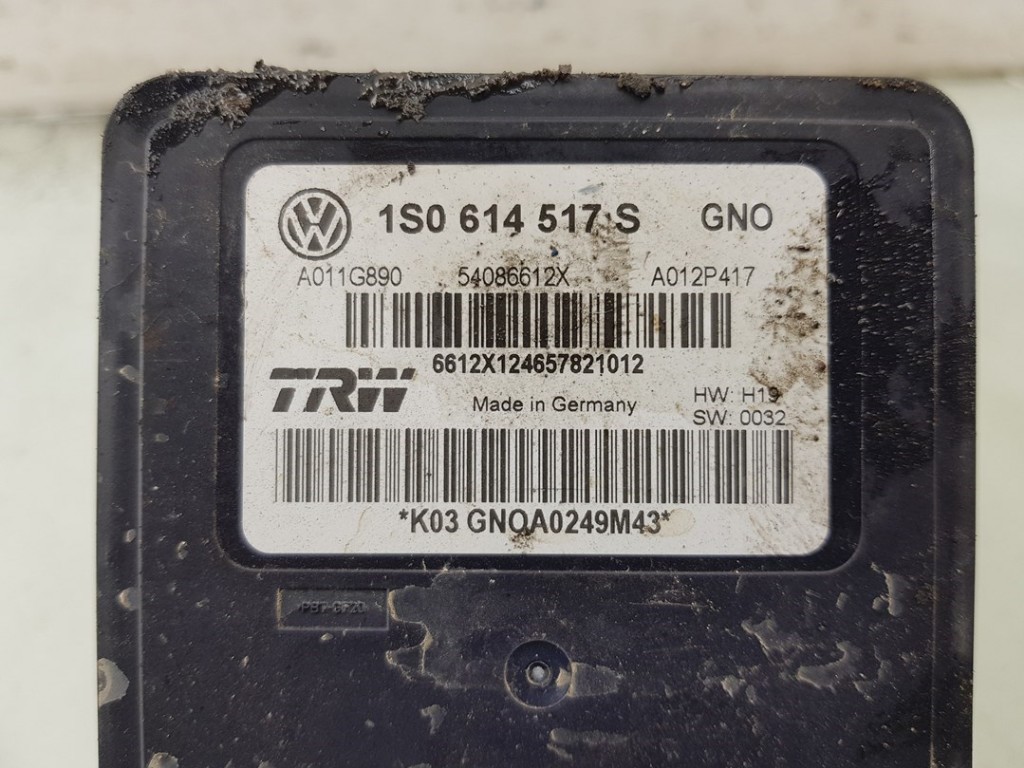 1S0 614 517 S GNO
A011G890 54086612X A012P417
6612X124657821012
TRW Made in Germany HW: H19
SW: 0032
*K03 GNOA0249M43*